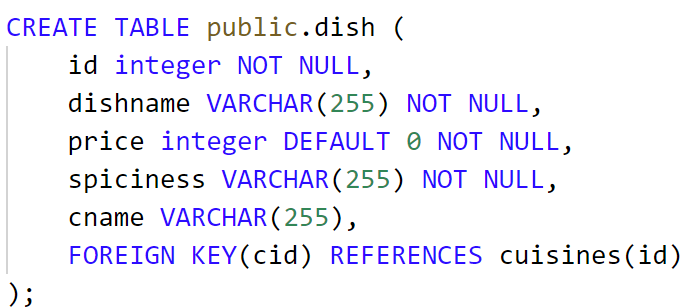 CREATE TABLE public.dish (
    id integer NOT NULL,
    dishname VARCHAR(255) NOT NULL,
    price integer DEFAULT 0 NOT NULL,
    spiciness VARCHAR(255) NOT NULL,
    cname VARCHAR(255),
    FOREIGN KEY(cid) REFERENCES cuisines(id)
);